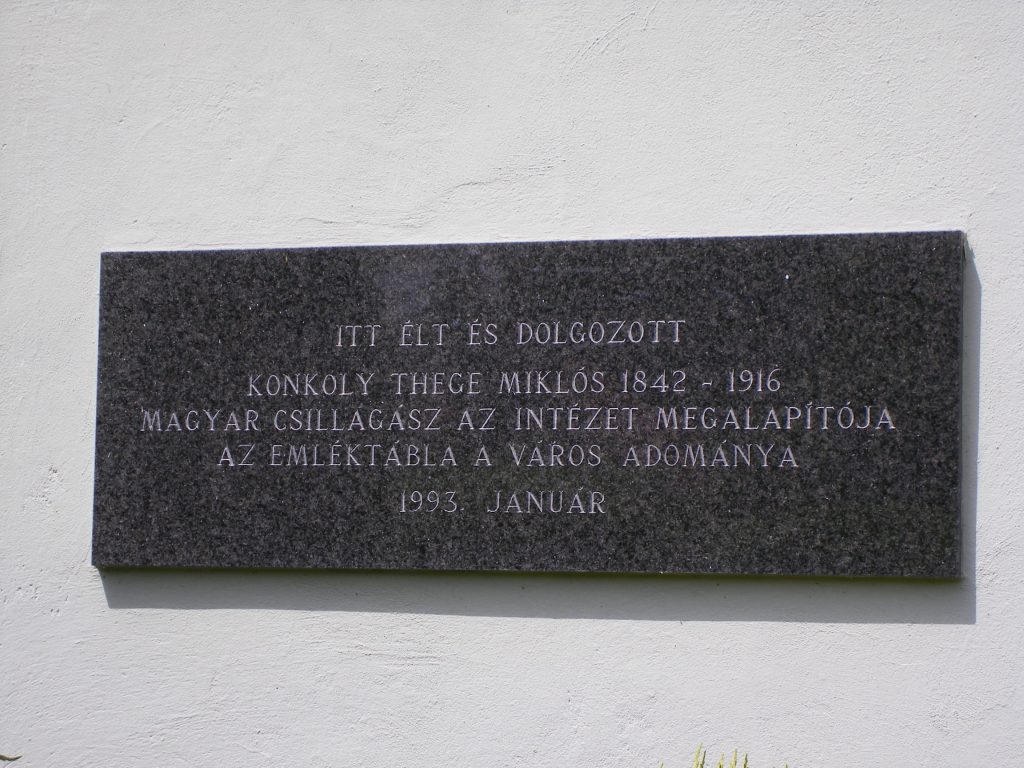 ITT ÉLT ÉS DOLGOZOTT
KONKOLY THEGE MIKLÓS 1842 - 1916
MAGYAR CSILLAGÁSZ AZ INTÉZET MEGALAPÍTÓJA
AZ EMLÉKTÁBLA A VÁROS ADOMÁNYA
1993. JANUÁR